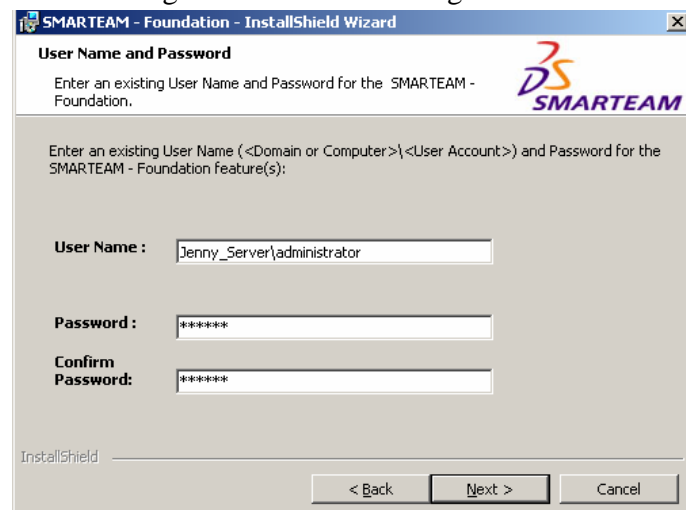 SMARTEAM - Foundation - InstallShield Wizard
User Name and Password
Enter an existing User Name and Password for the SMARTEAM -
Foundation.
SMARTEAM
Enter an existing User Name (<Domain or Computer>\<User Account>) and Password for the
SMARTEAM - Foundation feature(s):
User Name :
Jenny_Server\administrator
Password :
******
Confirm
Password:
******
InstallShield
< Back
Next >
Cancel